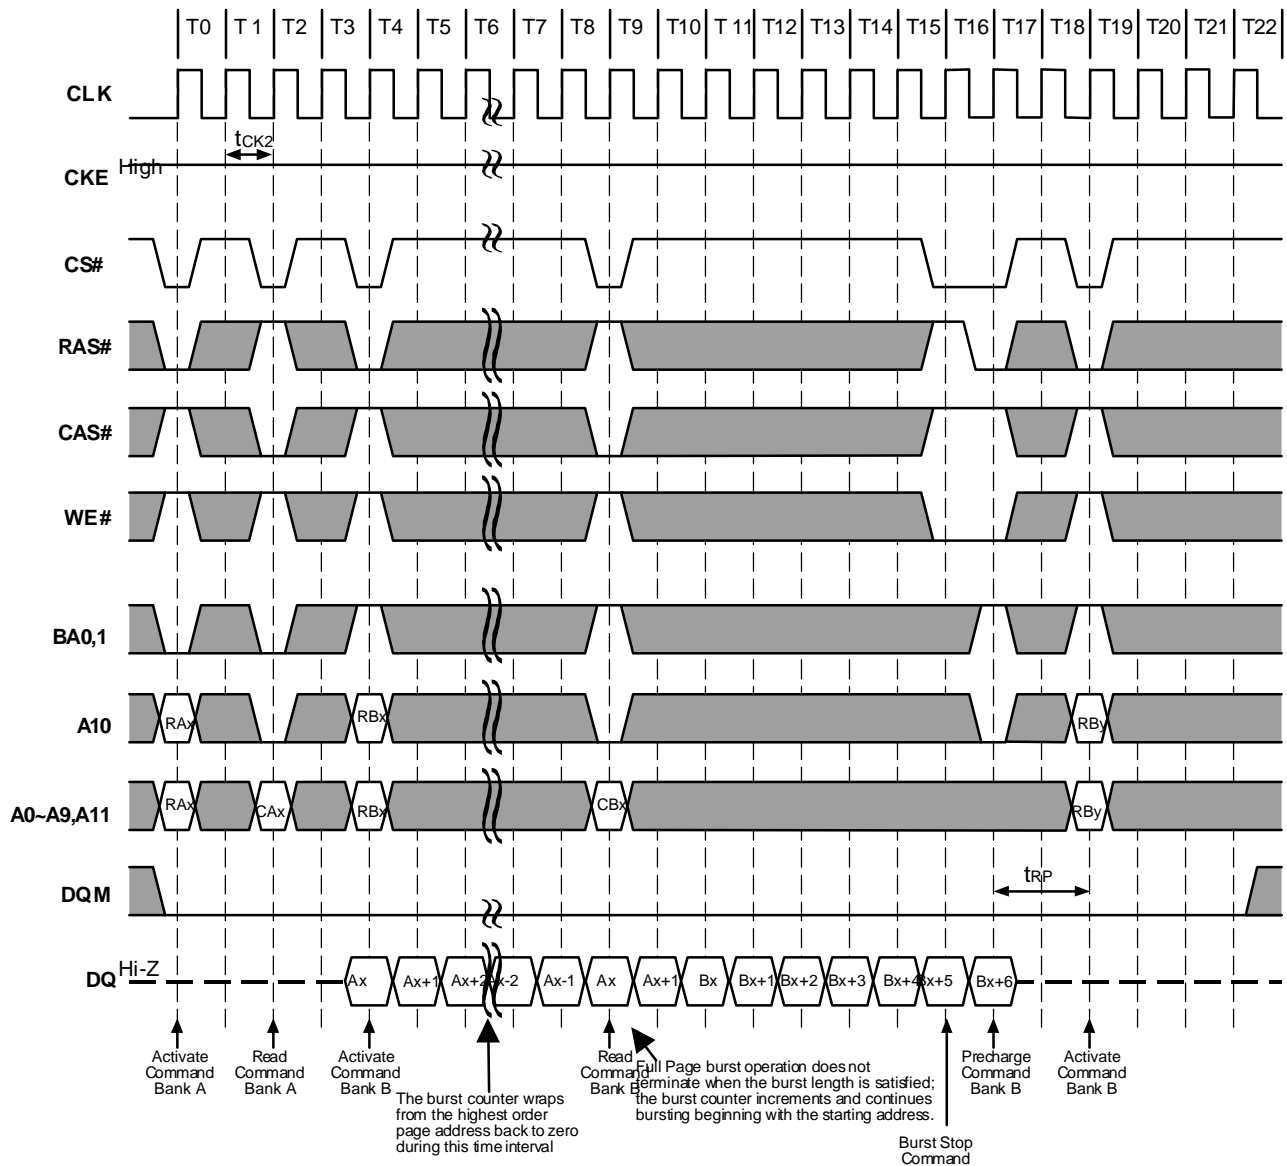 T0 T 1 T2 T3 T4 T5 T6 T7 T8 T9 T10 T 11 T12 T13 T14 T15 T16 T17 T18 T19 T20 T21 T22
CLK
tCK2
CKE High
CS#
RAS#
CAS#
WE#
BA0,1
A10 RAx RBx RBy
A0~A9,A11 RAx CAx RBx CBx RBy
DQM tRP
DQ Hi-Z Ax Ax+1 Ax+2 Ax-2 Ax-1 Ax Ax+1 Bx Bx+1 Bx+2 Bx+3 Bx+4 Bx+5 Bx+6
Activate
Command
Bank A
Read
Command
Bank A
Activate
Command
Bank B
The burst counter wraps
from the highest order
page address back to zero
during this time interval
Read
Command
Bank B
Full Page burst operation does not
terminate when the burst length is satisfied;
the burst counter increments and continues
bursting beginning with the starting address.
Burst Stop
Command
Precharge
Command
Bank B
Activate
Command
Bank B